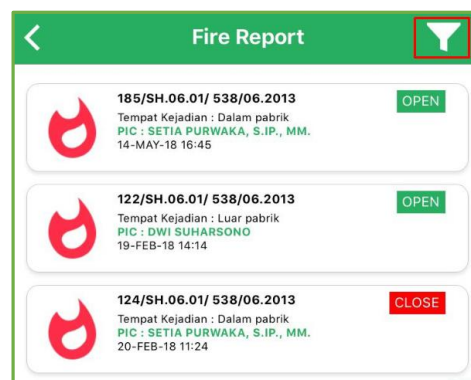 Fire Report
185/SH.06.01/ 538/06.2013
OPEN
Tempat Kejadian : Dalam pabrik
PIC : SETIA PURWAKA, S.IP., MM.
14-MAY-18 16:45
122/SH.06.01/ 538/06.2013
OPEN
Tempat Kejadian : Luar pabrik
PIC : DWI SUHARSONO
19-FEB-18 14:14
124/SH.06.01/ 538/06.2013
CLOSE
Tempat Kejadian : Dalam pabrik
PIC : SETIA PURWAKA, S.IP., MM.
20-FEB-18 11:24